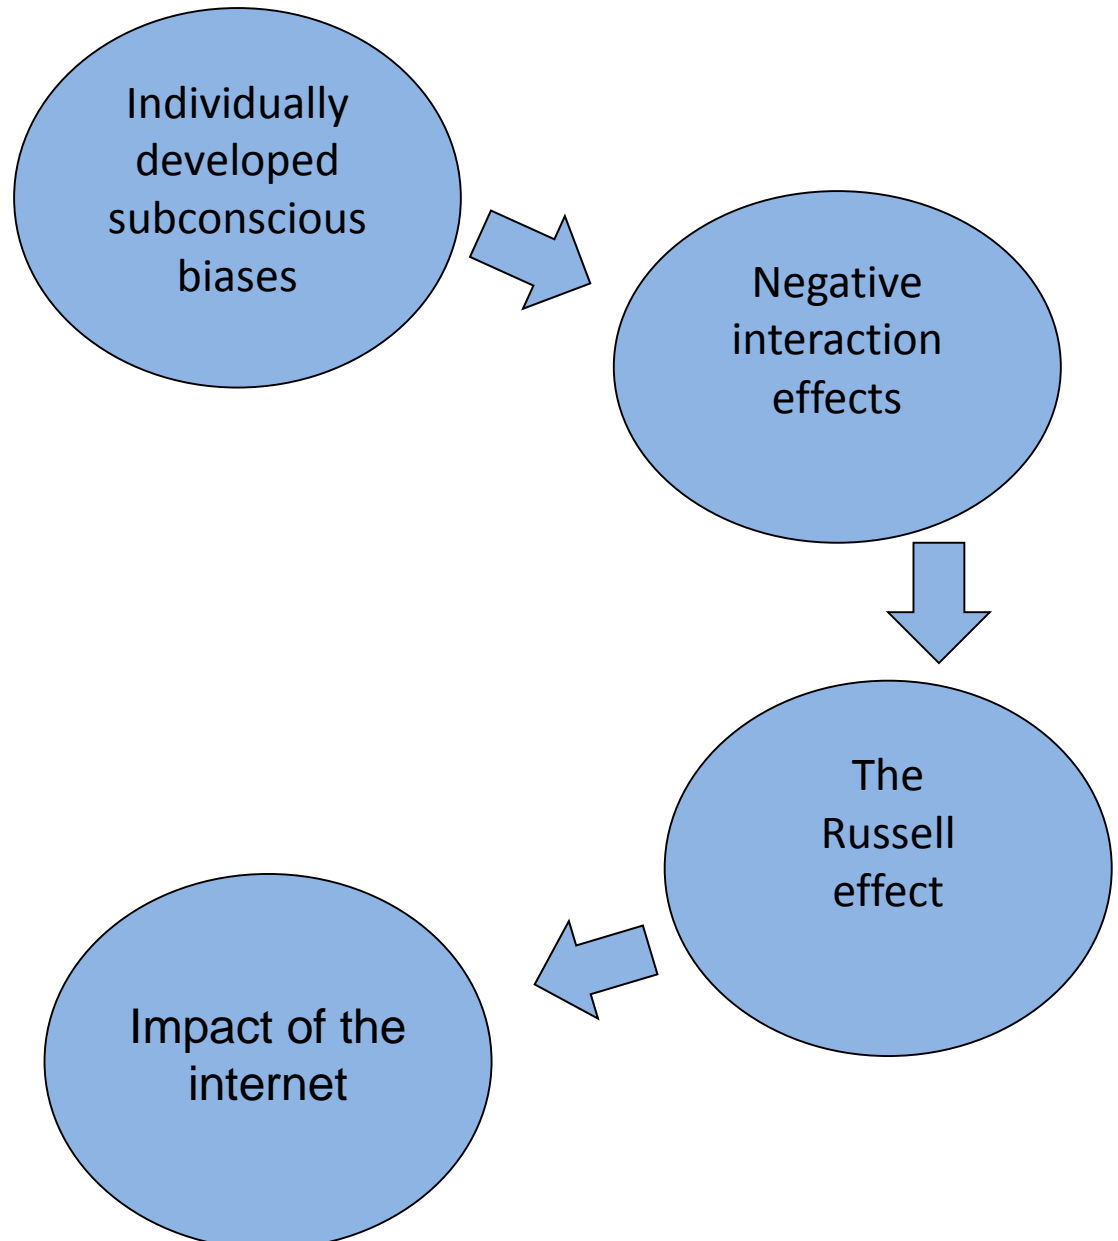 Individually
developed
subconscious
biases
Negative
interaction
effects
The
Russell
effect
Impact of the
internet